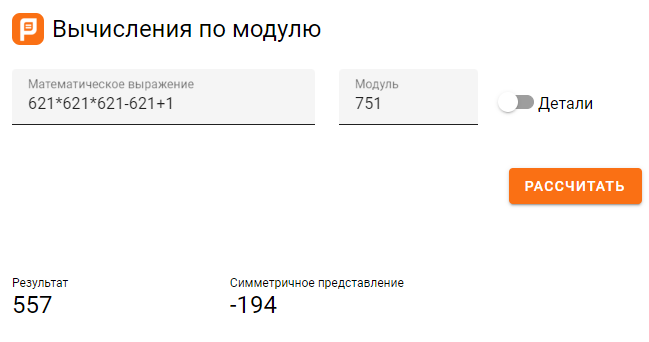 Вычисления по модулю
Математическое выражение
621*621*621-621+1
Модуль
751
Детали
РАССЧИТАТЬ
Результат
557
Симметричное представление
-194